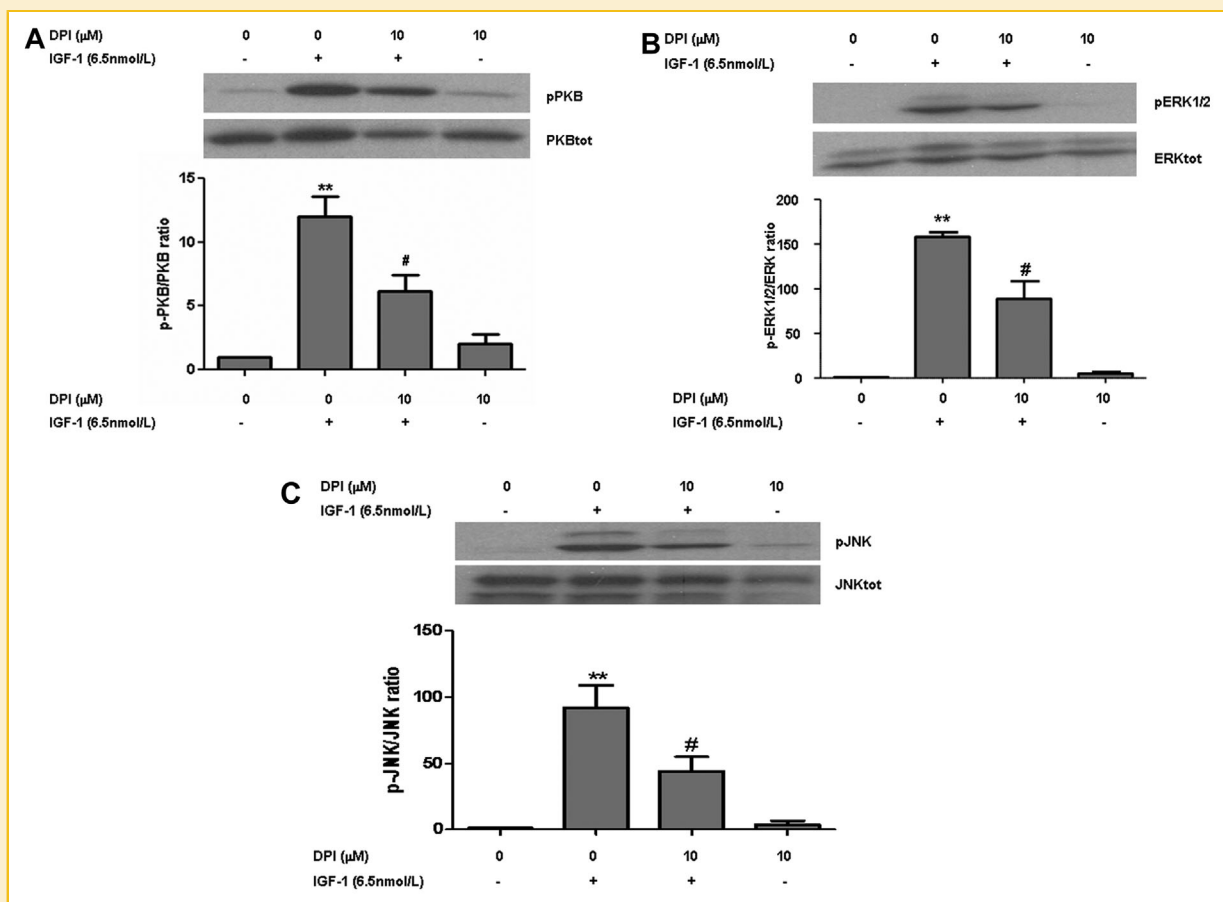 A
DPI (µM) 0 0 10 10
IGF-1 (6.5nmol/L) - + + -
pPKB
PKBtot
p-PKB/PKB ratio
15
10
5
0
**
#
DPI (µM) 0 0 10 10
IGF-1 (6.5nmol/L) - + + -
B
DPI (µM) 0 0 10 10
IGF-1 (6.5nmol/L) - + + -
pERK1/2
ERKtot
p-ERK1/2/ERK ratio
200
150
100
50
0
**
#
DPI (µM) 0 0 10 10
IGF-1 (6.5nmol/L) - + + -
C
DPI (µM) 0 0 10 10
IGF-1 (6.5nmol/L) - + + -
pJNK
JNKtot
p-JNK/JNK ratio
150
100
50
0
**
#
DPI (µM) 0 0 10 10
IGF-1 (6.5nmol/L) - + + -